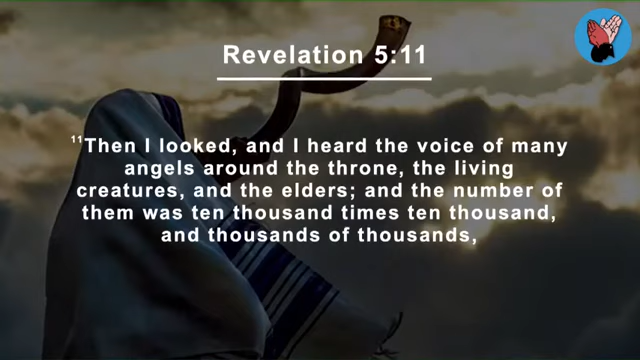 Revelation 5:11
11Then I looked, and I heard the voice of many
angels around the throne, the living
creatures, and the elders; and the number of
them was ten thousand times ten thousand,
and thousands of thousands,